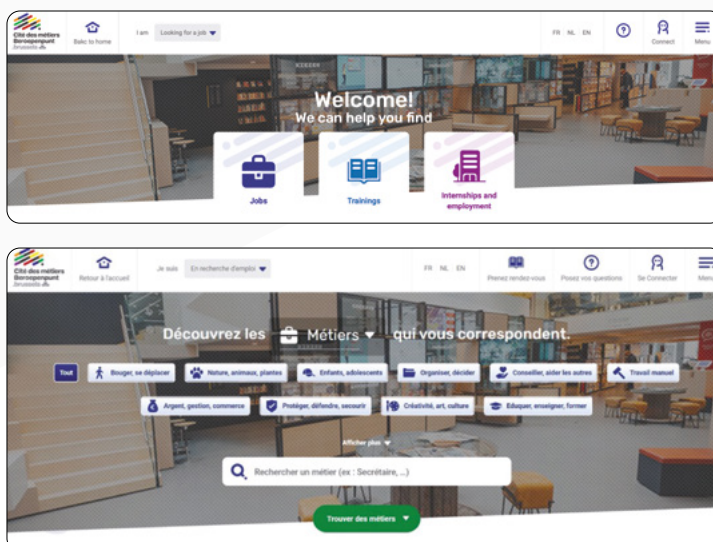 Cité des métiers
Beroepenpunt
brussels
Bakc to home
I am
Looking for a job
FR NL EN
Connect
Menu
Welcome!
We can help you find
Jobs
Trainings
Internships and
employment
Cité des métiers
Beroepenpunt
brussels
Retour à l'accueil
Je suis
En recherche d'emploi
FR NL EN
Prenez rendez-vous
Posez vos questions
Se Connecter
Menu
Découvrez les Métiers qui vous correspondent.
Tout
Bouger, se déplacer
Nature, animaux, plantes
Enfants, adolescents
Organiser, décider
Conseiller, aider les autres
Travail manuel
Argent, gestion, commerce
Protéger, défendre, secourir
Créativité, art, culture
Eduquer, enseigner, former
Afficher plus
Rechercher un métier (ex : Secrétaire, ...)
Trouver des métiers